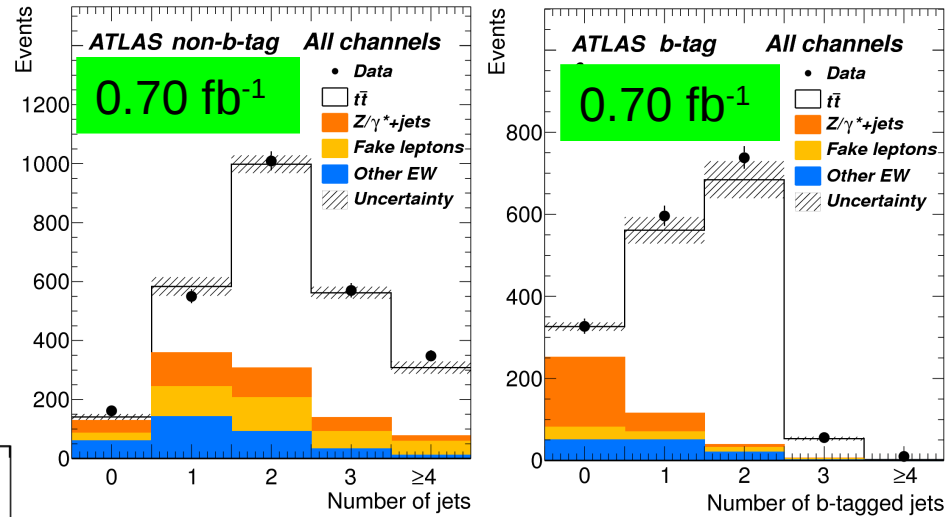 Events
ATLAS non-b-tag All channels
0.70 fb-1
Data
tt̄
Z/γ*+jets
Fake leptons
Other EW
Uncertainty
1200
1000
800
600
400
200
0
0 1 2 3 ≥4
Number of jets
Events
ATLAS b-tag All channels
0.70 fb-1
Data
tt̄
Z/γ*+jets
Fake leptons
Other EW
Uncertainty
800
600
400
200
0
0 1 2 3 ≥4
Number of b-tagged jets